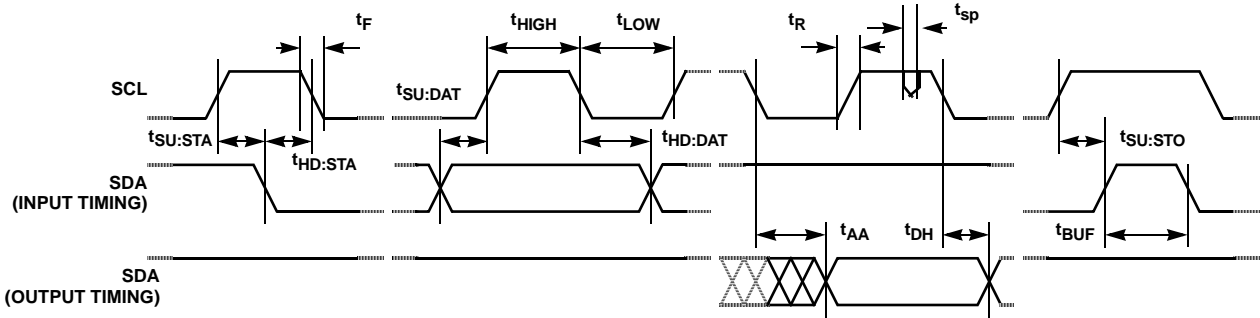 tF
tHIGH
tLOW
tR
tsp
SCL
tSU:DAT
tSU:STA
tHD:STA
tHD:DAT
tSU:STO
SDA
(INPUT TIMING)
tAA
tDH
tBUF
SDA
(OUTPUT TIMING)